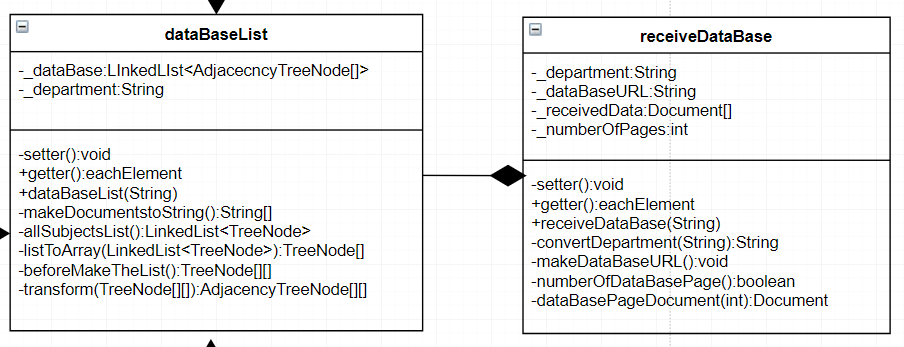 dataBaseList
-_dataBase:LInkedLIst<AdjacecncyTreeNode[]>
-_department:String
-setter():void
+getter():eachElement
+dataBaseList(String)
-makeDocumentstoString():String[]
-allSubjectsList():LinkedList<TreeNode>
-listToArray(LinkedList<TreeNode>):TreeNode[]
-beforeMakeTheList():TreeNode[][]
-transform(TreeNode[][]):AdjacencyTreeNode[][]
receiveDataBase
-_department:String
-_dataBaseURL:String
-_receivedData:Document[]
-_numberOfPages:int
-setter():void
+getter():eachElement
+receiveDataBase(String)
-convertDepartment(String):String
-makeDataBaseURL():void
-numberOfDataBasePage():boolean
-dataBasePageDocument(int):Document